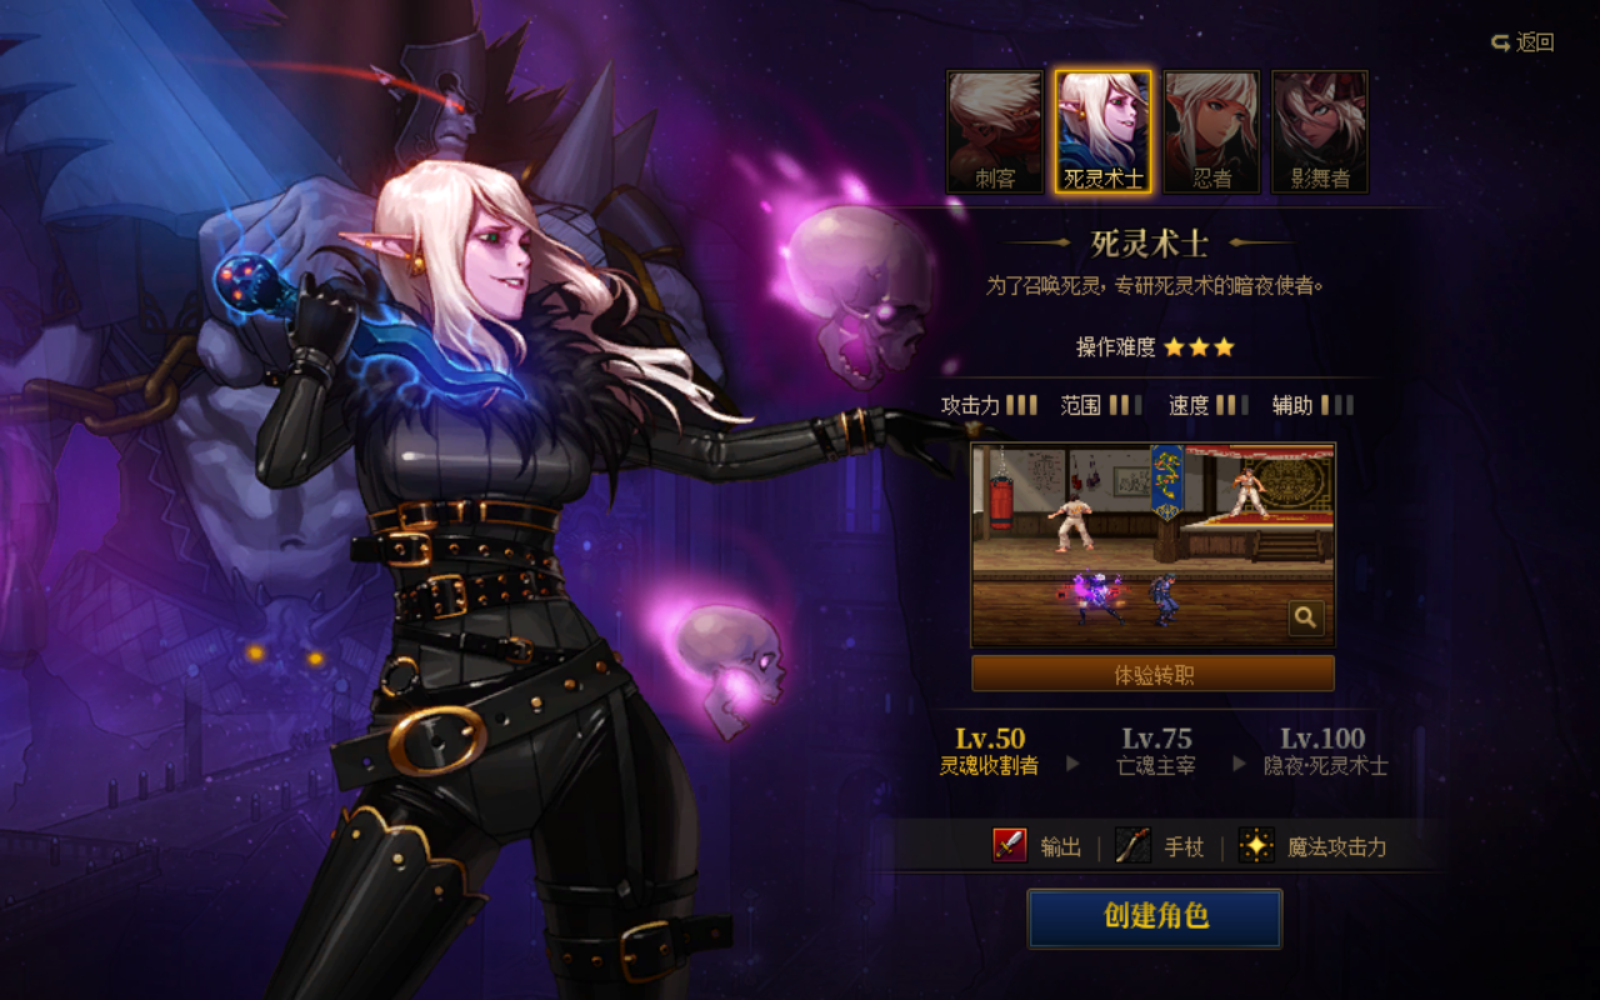 返回
刺客
死灵术士
忍者
影舞者
死灵术士
为了召唤死灵，专研死灵术的暗夜使者。
操作难度
攻击力 范围 速度 辅助
体验转职
Lv.50 Lv.75 Lv.100
灵魂收割者 亡魂主宰 隐夜·死灵术士
输出 | 手杖 | 魔法攻击力
创建角色